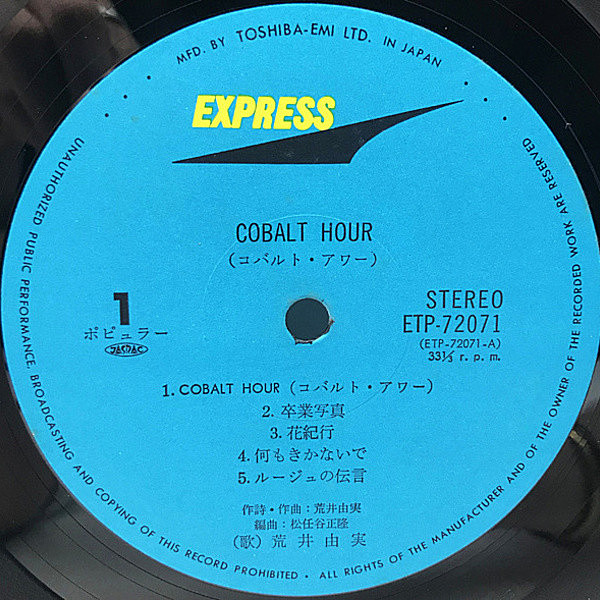 MFD. BY TOSHIBA-EMI LTD. IN JAPAN
EXPRESS
COBALT HOUR
(コバルト・アワー)
1
ポピュラー
JASRAC
STEREO
ETP-72071
(ETP-72071-A)
33⅓ r.p.m.
1. COBALT HOUR (コバルト・アワー)
2. 卒業写真
3. 花紀行
4. 何もきかないで
5. ルージュの伝言
作詩・作曲:荒井由実
編曲:松任谷正隆
(歌) 荒井由実
UNAUTHORIZED PUBLIC PERFORMANCE, BROADCASTING AND COPYING OF THIS RECORD PROHIBITED • ALL RIGHTS OF THE MANUFACTURER AND OF THE OWNER OF THE RECORDED WORK ARE RESERVED